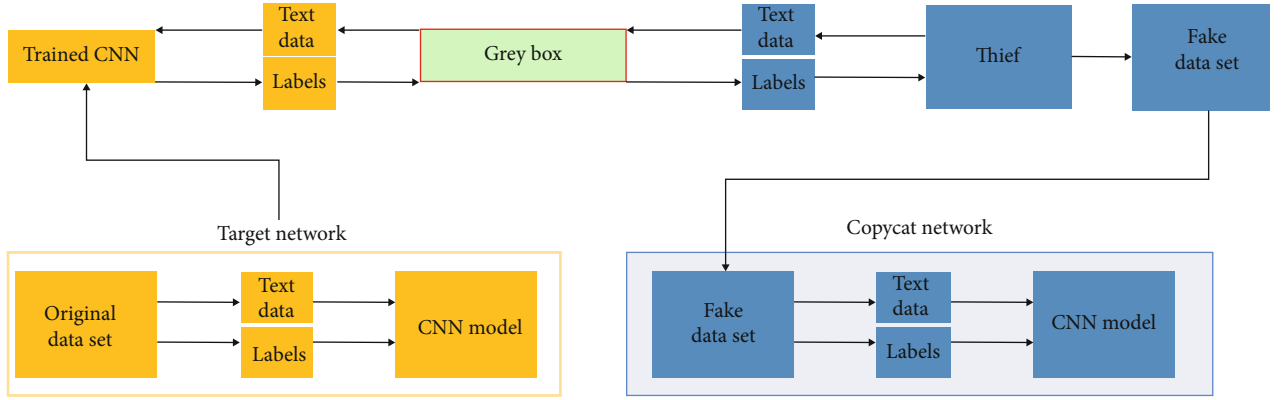 Trained CNN
Text
data
Labels
Grey box
Text
data
Labels
Thief
Fake
data set
Target network
Original
data set
Text
data
Labels
CNN model
Copycat network
Fake
data set
Text
data
Labels
CNN model